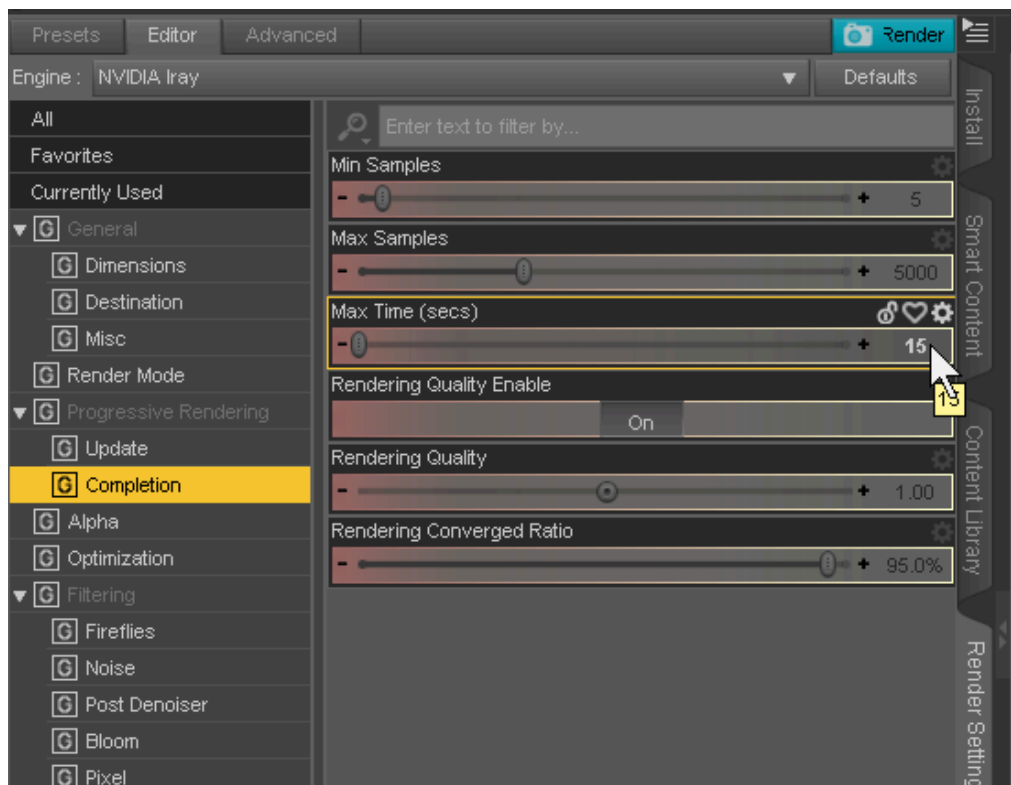 Presets Editor Advanced Render
Engine : NVIDIA Iray Defaults
All
Favorites
Currently Used
G General
G Dimensions
G Destination
G Misc
G Render Mode
G Progressive Rendering
G Update
G Completion
G Alpha
G Optimization
G Filtering
G Fireflies
G Noise
G Post Denoiser
G Bloom
G Pixel
Enter text to filter by...
Min Samples
- + 5
Max Samples
- + 5000
Max Time (secs)
- + 15
15
Rendering Quality Enable
On
Rendering Quality
- + 1.00
Rendering Converged Ratio
- + 95.0%
Install
Smart Content
Content Library
Render Setting